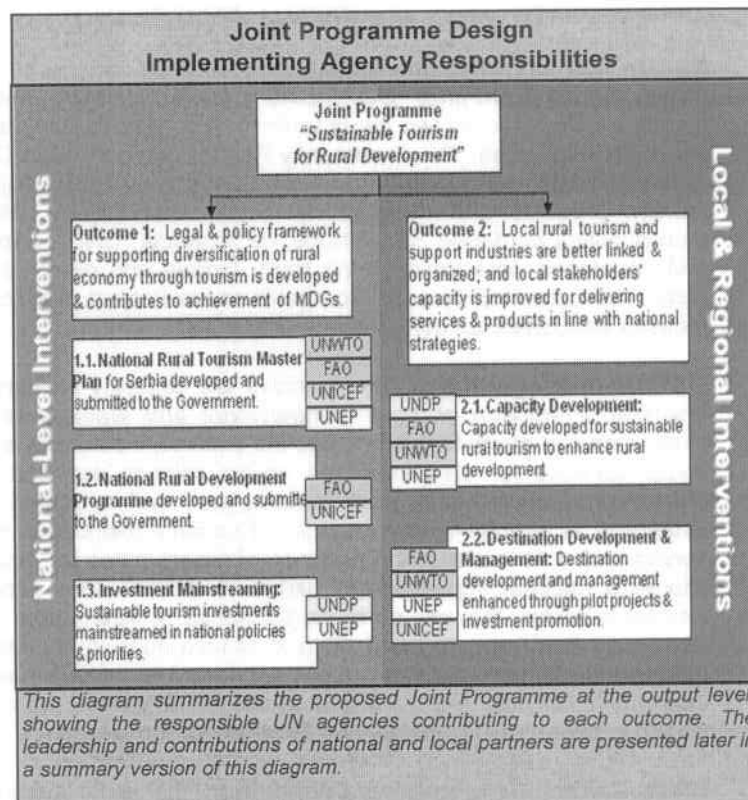 Joint Programme Design
Implementing Agency Responsibilities
National-Level Interventions
Joint Programme
"Sustainable Tourism
for Rural Development"
Local & Regional Interventions
Outcome 1: Legal & policy framework
for supporting diversification of rural
economy through tourism is developed
& contributes to achievement of MDGs.
1.1. National Rural Tourism Master
Plan for Serbia developed and
submitted to the Government.
UNWTO
FAO
UNICEF
UNEP
1.2. National Rural Development
Programme developed and submitte
to the Government.
FAO
UNICEF
1.3. Investment Mainstreaming:
Sustainable tourism investments
mainstreamed in national policies
& priorities.
UNDP
UNEP
Outcome 2: Local rural tourism and
support industries are better linked &
organized; and local stakeholders'
capacity is improved for delivering
services & products in line with national
strategies.
UNDP
FAO
UNWTO
UNEP
2.1. Capacity Development:
Capacity developed for sustainable
rural tourism to enhance rural
development.
FAO
UNWTO
UNEP
UNICEF
2.2. Destination Development &
Management: Destination
development and management
enhanced through pilot projects &
investment promotion.
This diagram summarizes the proposed Joint Programme at the output level
showing the responsible UN agencies contributing to each outcome. The
leadership and contributions of national and local partners are presented later i
a summary version of this diagram.